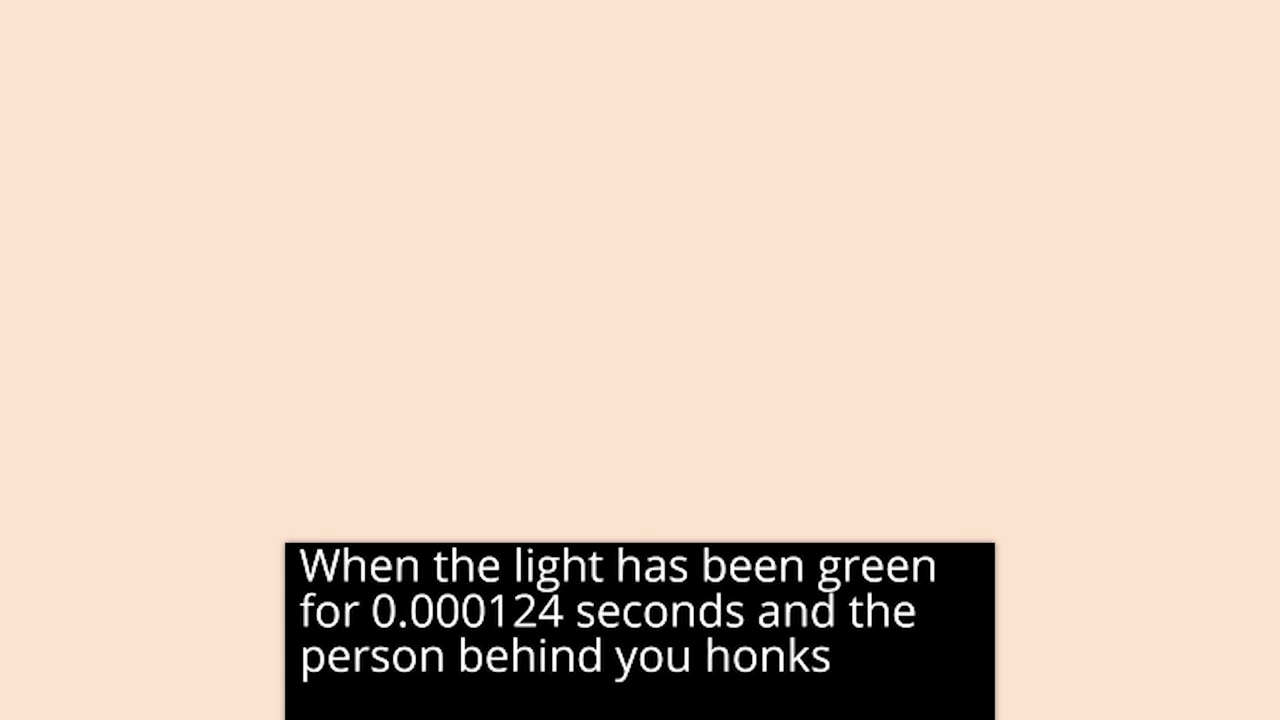 When the light has been green
for 0.000124 seconds and the
person behind you honks